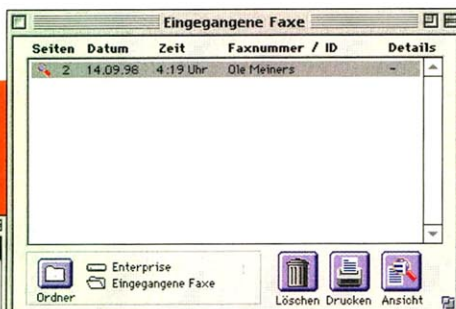 Eingegangene Faxe
Seiten Datum Zeit Faxnummer / ID Details
2 14.09.98 4:19 Uhr Ole Meiners -
Enterprise
Eingegangene Faxe
Ordner Löschen Drucken Ansicht